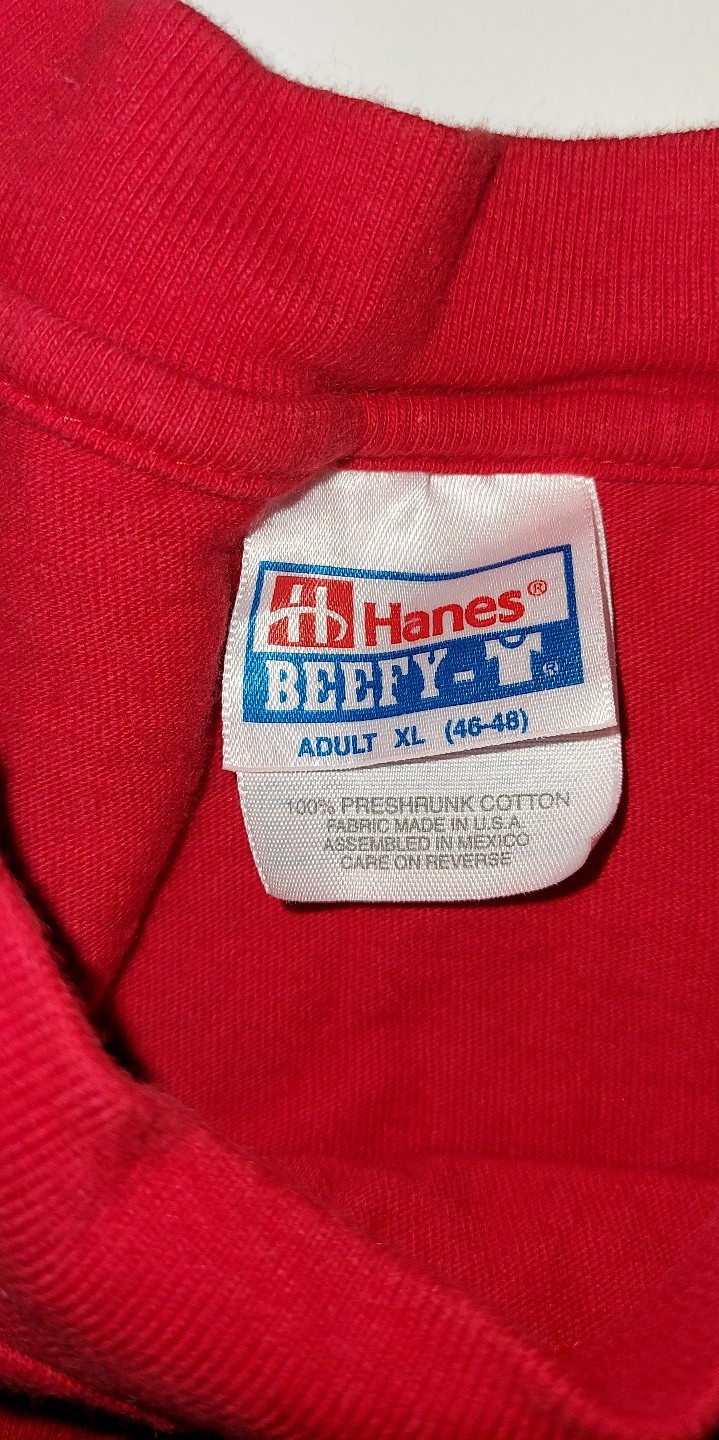 Hanes®
BEEFY-T®
ADULT XL (46-48)
100% PRESHRUNK COTTON
FABRIC MADE IN U.S.A.
ASSEMBLED IN MEXICO
CARE ON REVERSE